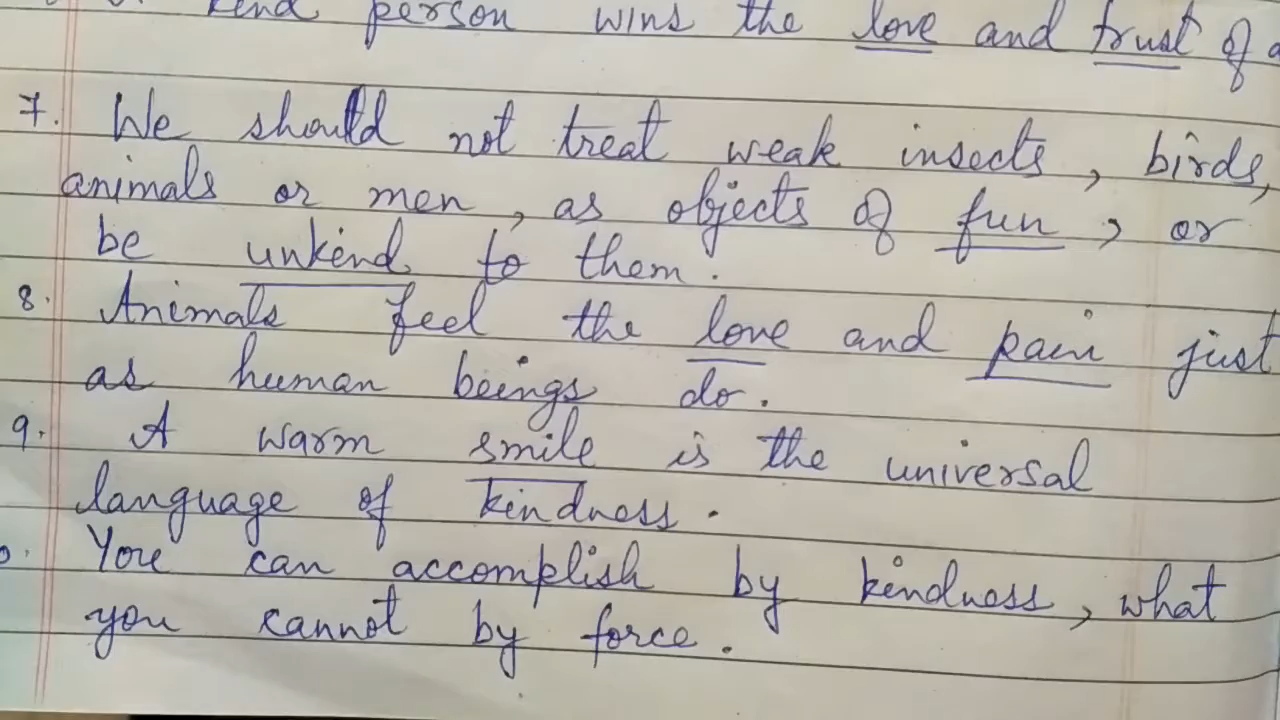 kind person wins the love and trust of
7. We should not treat weak insects, birds,
animals or men, as objects of fun, or
be unkind to them.
8. Animals feel the love and pain just
as human beings do.
9. A warm smile is the universal
language of kindness.
You can accomplish by kindness, what
you cannot by force.